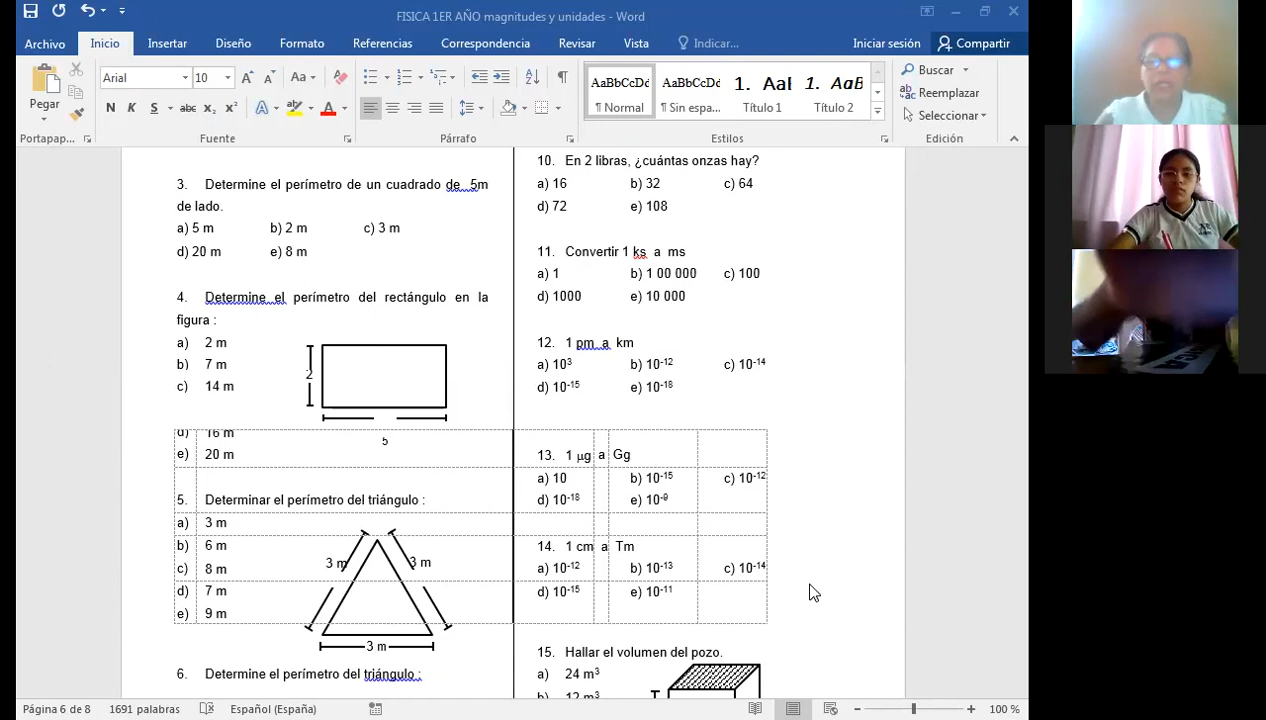 FISICA 1ER AÑO magnitudes y unidades - Word
Archivo Inicio Insertar Diseño Formato Referencias Correspondencia Revisar Vista Indicar... Iniciar sesión Compartir
Pegar
Arial 10
Aa
N K S abc x₂ x²
AaBbCcDd AaBbCcDd 1. AaI 1. AaB
¶ Normal ¶ Sin espa... Título 1 Título 2
Buscar
Reemplazar
Seleccionar
Portapap... Fuente Párrafo Estilos Edición
3. Determine el perímetro de un cuadrado de 5m
de lado.
a) 5 m b) 2 m c) 3 m
d) 20 m e) 8 m
4. Determine el perímetro del rectángulo en la
figura :
a) 2 m
b) 7 m
c) 14 m
2
d) 16 m
5
e) 20 m
5. Determinar el perímetro del triángulo :
a) 3 m
b) 6 m
c) 8 m
d) 7 m
e) 9 m
3 m 3 m
3 m
6. Determine el perímetro del triángulo :
10. En 2 libras, ¿cuántas onzas hay?
a) 16 b) 32 c) 64
d) 72 e) 108
11. Convertir 1 ks a ms
a) 1 b) 1 00 000 c) 100
d) 1000 e) 10 000
12. 1 pm a km
a) 10³ b) 10⁻¹² c) 10⁻¹⁴
d) 10⁻¹⁵ e) 10⁻¹⁸
13. 1 µg a Gg
a) 10 b) 10⁻¹⁵ c) 10⁻¹²
d) 10⁻¹⁸ e) 10⁻⁹
14. 1 cm a Tm
a) 10⁻¹² b) 10⁻¹³ c) 10⁻¹⁴
d) 10⁻¹⁵ e) 10⁻¹¹
15. Hallar el volumen del pozo.
a) 24 m³
b) 12 m³
Página 6 de 8 1691 palabras Español (España) 100 %